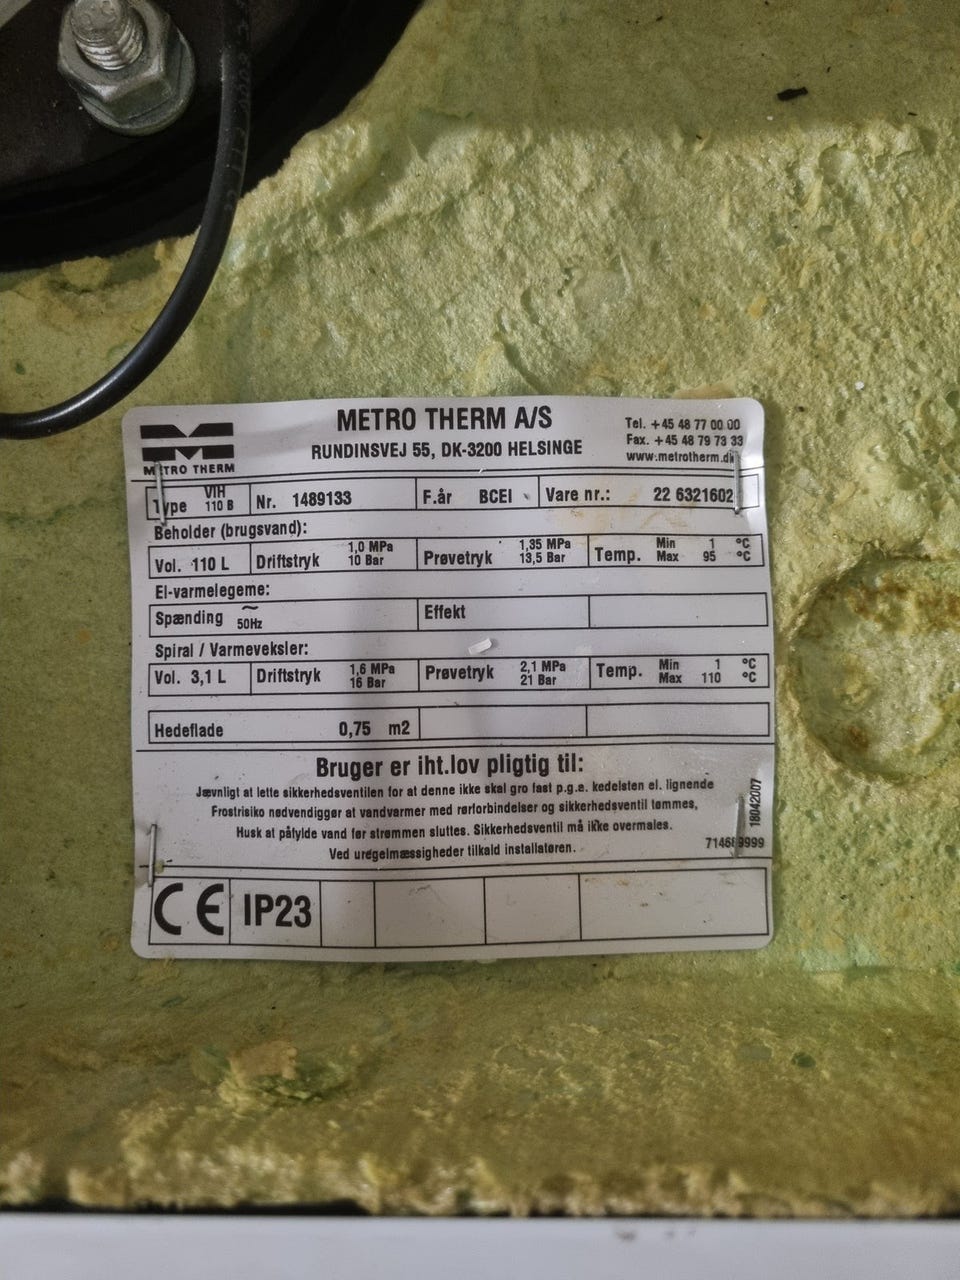 METRO THERM A/S
RUNDINSVEJ 55, DK-3200 HELSINGE
Tel. +45 48 77 00 00
Fax. +45 48 79 73 33
www.metrotherm.dk
METRO THERM
Type VIH 110 B Nr. 1489133 F.år BCEI Vare nr.: 22 6321602
Beholder (brugsvand):
Vol. 110 L Driftstryk 1,0 MPa 10 Bar Prøvetryk 1,35 MPa 13,5 Bar Temp. Min 1 °C Max 95 °C
El-varmelegeme:
Spænding ~ 50Hz Effekt
Spiral / Varmeveksler:
Vol. 3,1 L Driftstryk 1,6 MPa 16 Bar Prøvetryk 2,1 MPa 21 Bar Temp. Min 1 °C Max 110 °C
Hedeflade 0,75 m2
Bruger er iht.lov pligtig til:
Jævnligt at lette sikkerhedsventilen for at denne ikke skal gro fast p.g.a. kedelsten el. lignende
Frostrisiko nødvendiggør at vandvarmer med rørforbindelser og sikkerhedsventil tømmes,
Husk at påfylde vand før strømmen sluttes. Sikkerhedsventil må ikke overmales.
Ved uregelmæssigheder tilkald installatøren.
18042007
CE IP23